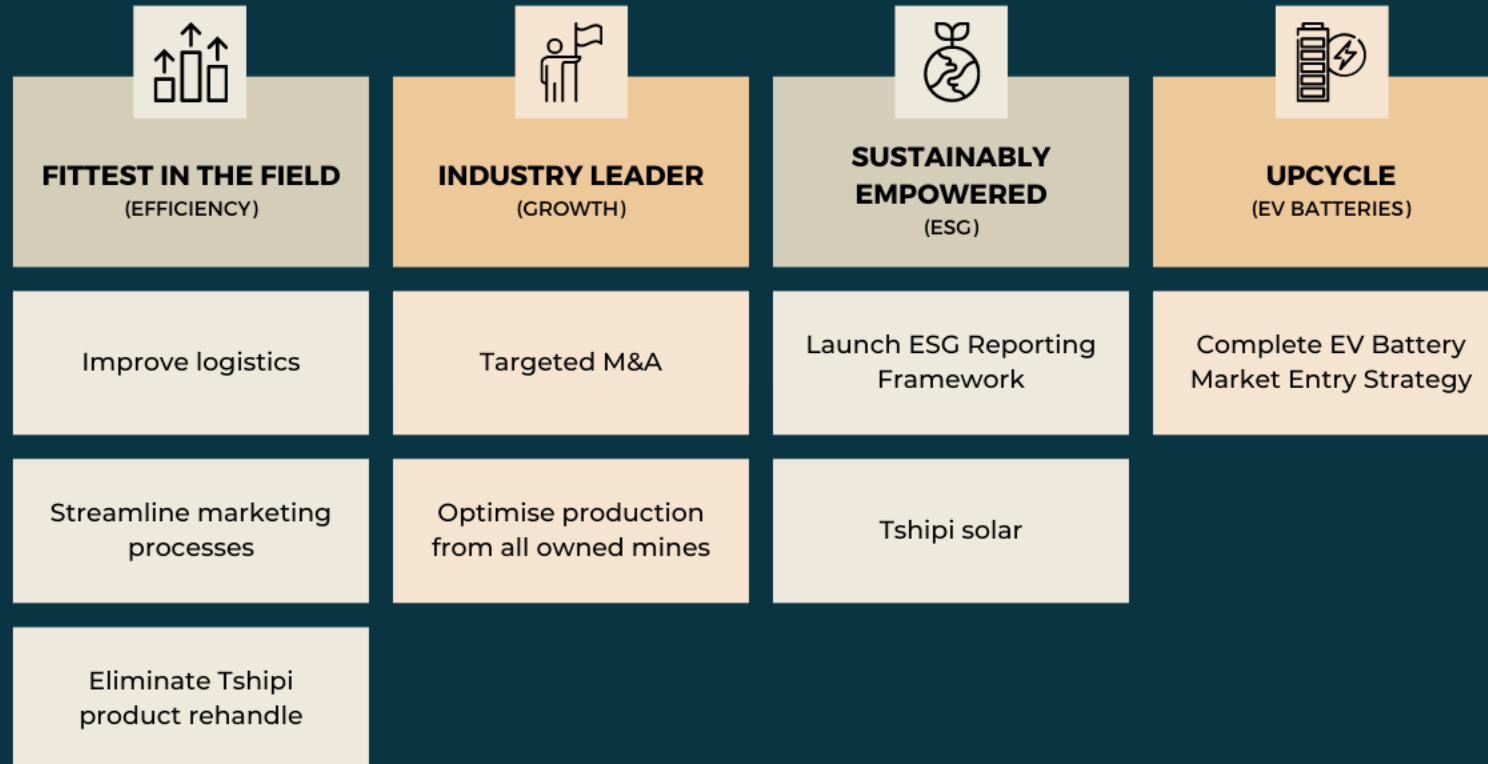 FITTEST IN THE FIELD
(EFFICIENCY)
Improve logistics
Streamline marketing
processes
Eliminate Tshipi
product rehandle
INDUSTRY LEADER
(GROWTH)
Targeted M&A
Optimise production
from all owned mines
SUSTAINABLY
EMPOWERED
(ESG)
Launch ESG Reporting
Framework
Tshipi solar
UPCYCLE
(EV BATTERIES)
Complete EV Battery
Market Entry Strategy